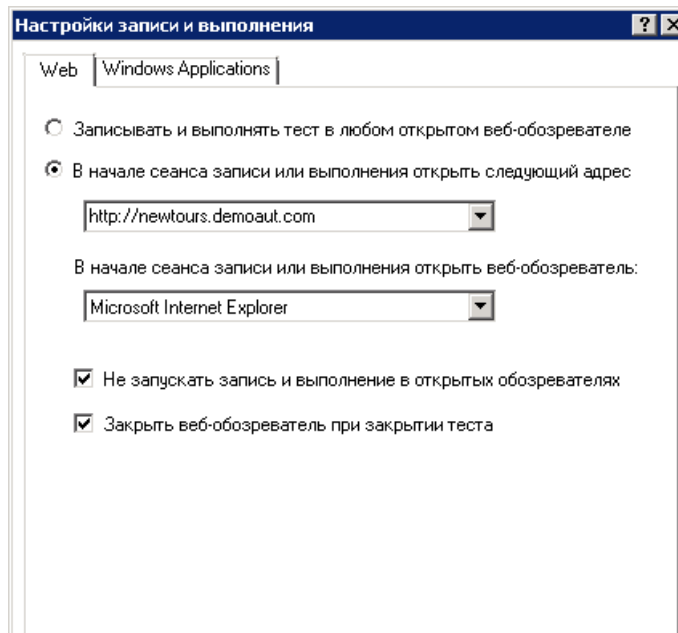 Настройки записи и выполнения
Web Windows Applications
Записывать и выполнять тест в любом открытом веб-обозревателе
В начале сеанса записи или выполнения открыть следующий адрес
http://newtours.demoaut.com
В начале сеанса записи или выполнения открыть веб-обозреватель:
Microsoft Internet Explorer
Не запускать запись и выполнение в открытых обозревателях
Закрыть веб-обозреватель при закрытии теста